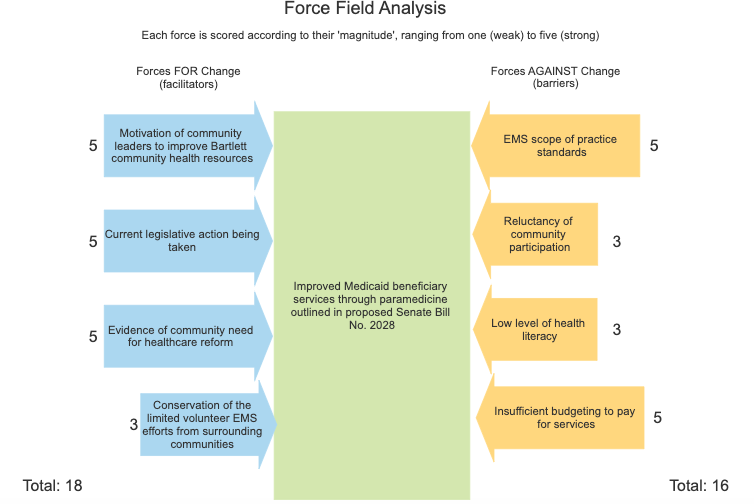 Force Field Analysis
Each force is scored according to their 'magnitude', ranging from one (weak) to five (strong)
Forces FOR Change
(facilitators)
Forces AGAINST Change
(barriers)
5
Motivation of community
leaders to improve Bartlett
community health resources
EMS scope of practice
standards
5
5
Current legislative action being
taken
Reluctancy of
community
participation
3
Improved Medicaid beneficiary
services through paramedicine
outlined in proposed Senate Bill
No. 2028
5
Evidence of community need
for healthcare reform
Low level of health
literacy
3
3
Conservation of the
limited volunteer EMS
efforts from surrounding
communities
Insufficient budgeting to pay
for services
5
Total: 18
Total: 16